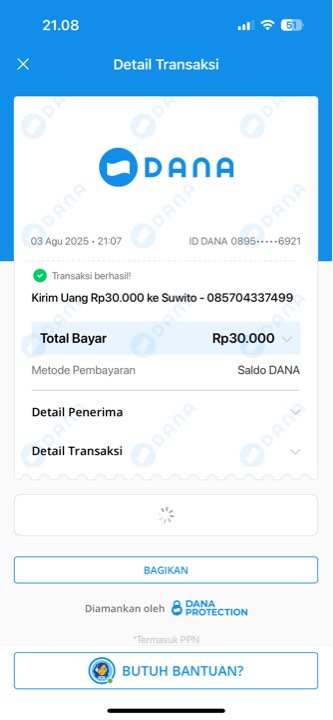 21.08
51
Detail Transaksi
DANA
03 Agu 2025 • 21:07 ID DANA 0895•••••6921
Transaksi berhasil!
Kirim Uang Rp30.000 ke Suwito - 085704337499
Total Bayar Rp30.000
Metode Pembayaran Saldo DANA
Detail Penerima
Detail Transaksi
BAGIKAN
Diamankan oleh DANA PROTECTION
*Termasuk PPN
BUTUH BANTUAN?